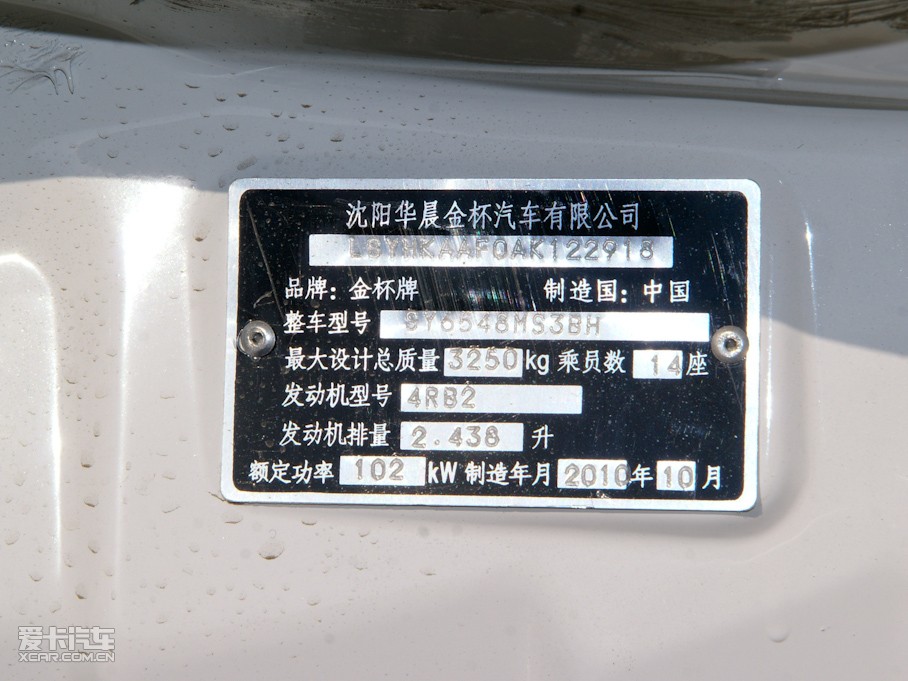 沈阳华晨金杯汽车有限公司
LSYHKAAF0AK122918
品牌：金杯牌 制造国：中国
整车型号 SY6548MS3BH
最大设计总质量 3250 kg 乘员数 14 座
发动机型号 4RB2
发动机排量 2.438 升
额定功率 102 kW 制造年月 2010 年 10 月
爱卡汽车
XCAR.COM.CN